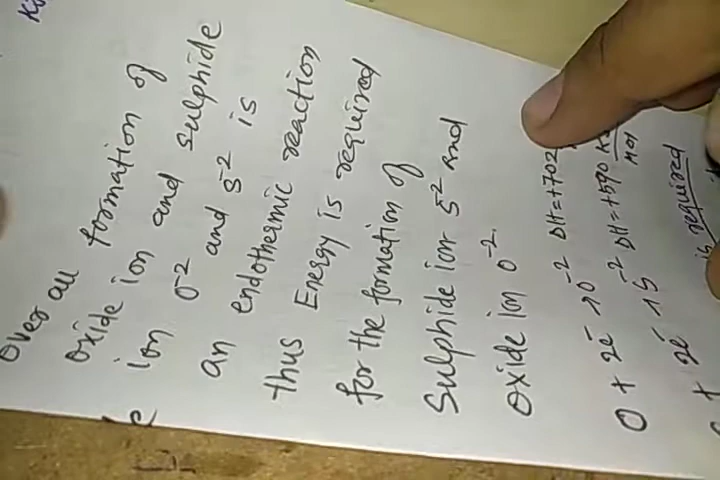 Over all formation of
oxide ion and sulphide
ion O⁻² and S⁻² is
an endothermic reaction
thus Energy is required
for the formation of
Sulphide ion S⁻² and
oxide ion O⁻².
O + 2e⁻ → O⁻² DH=+702
+ 2e⁻ → S⁻² DH=+590 KJ/mol
is required